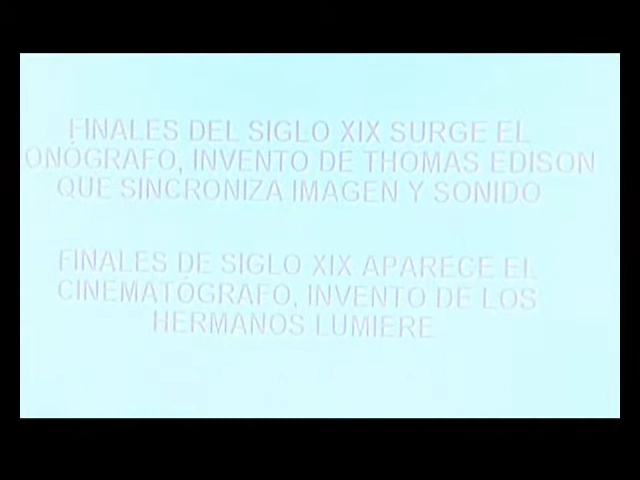 FINALES DEL SIGLO XIX SURGE EL
ONÓGRAFO, INVENTO DE THOMAS EDISON
QUE SINCRONIZA IMAGEN Y SONIDO
FINALES DE SIGLO XIX APARECE EL
CINEMATÓGRAFO, INVENTO DE LOS
HERMANOS LUMIERE